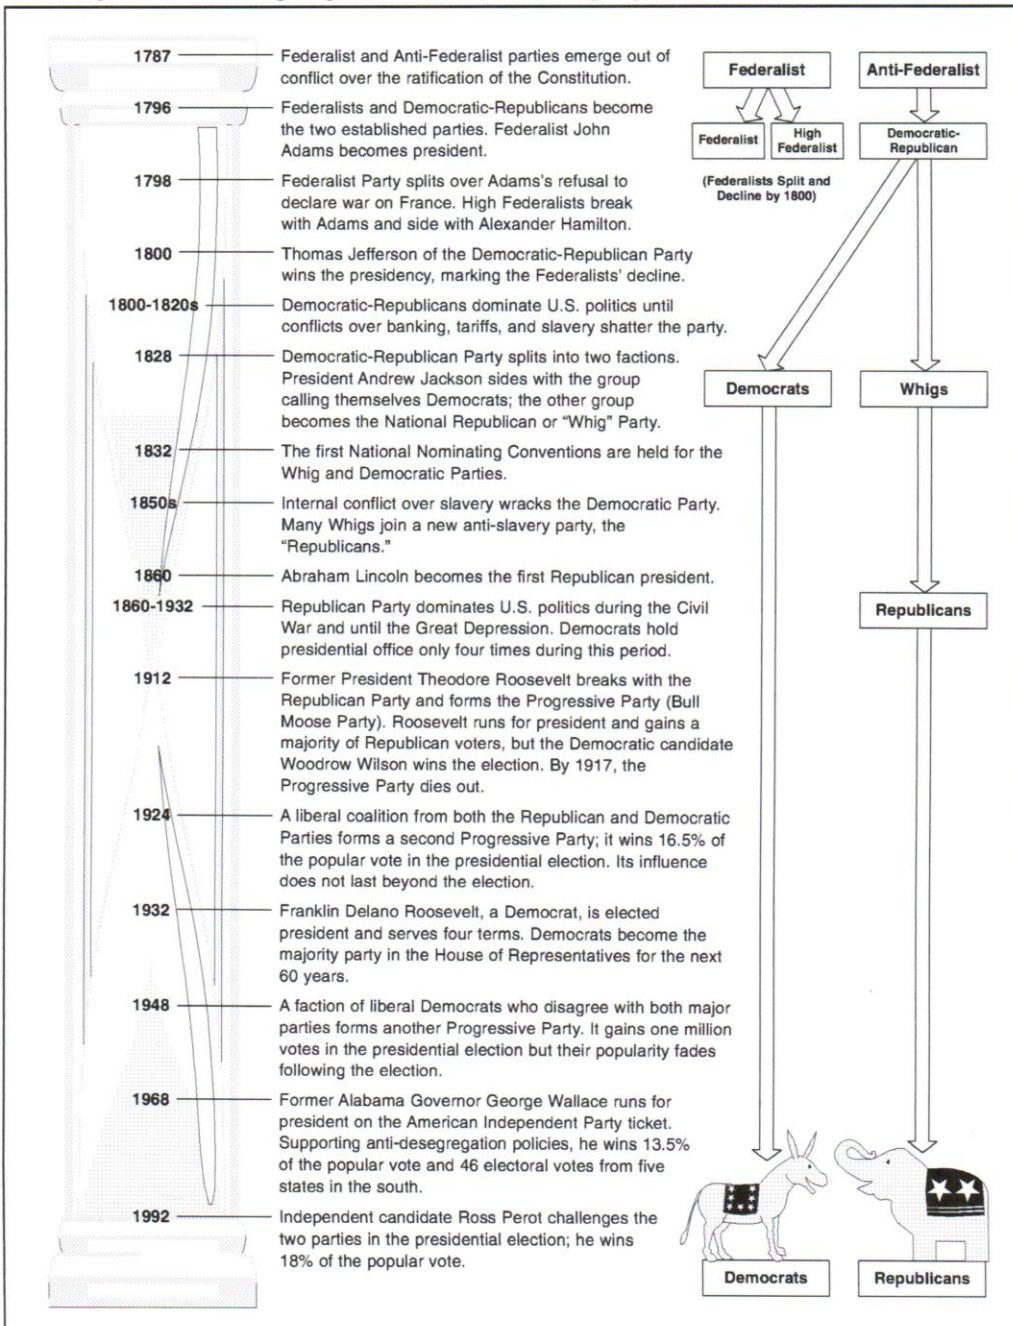 1787
Federalist and Anti-Federalist parties emerge out of
conflict over the ratification of the Constitution.
1796
Federalists and Democratic-Republicans become
the two established parties. Federalist John
Adams becomes president.
1798
Federalist Party splits over Adams's refusal to
declare war on France. High Federalists break
with Adams and side with Alexander Hamilton.
1800
Thomas Jefferson of the Democratic-Republican Party
wins the presidency, marking the Federalists' decline.
1800-1820s
Democratic-Republicans dominate U.S. politics until
conflicts over banking, tariffs, and slavery shatter the party.
1828
Democratic-Republican Party splits into two factions.
President Andrew Jackson sides with the group
calling themselves Democrats; the other group
becomes the National Republican or "Whig" Party.
1832
The first National Nominating Conventions are held for the
Whig and Democratic Parties.
1850s
Internal conflict over slavery wracks the Democratic Party.
Many Whigs join a new anti-slavery party, the
"Republicans."
1860
Abraham Lincoln becomes the first Republican president.
1860-1932
Republican Party dominates U.S. politics during the Civil
War and until the Great Depression. Democrats hold
presidential office only four times during this period.
1912
Former President Theodore Roosevelt breaks with the
Republican Party and forms the Progressive Party (Bull
Moose Party). Roosevelt runs for president and gains a
majority of Republican voters, but the Democratic candidate
Woodrow Wilson wins the election. By 1917, the
Progressive Party dies out.
1924
A liberal coalition from both the Republican and Democratic
Parties forms a second Progressive Party; it wins 16.5% of
the popular vote in the presidential election. Its influence
does not last beyond the election.
1932
Franklin Delano Roosevelt, a Democrat, is elected
president and serves four terms. Democrats become the
majority party in the House of Representatives for the next
60 years.
1948
A faction of liberal Democrats who disagree with both major
parties forms another Progressive Party. It gains one million
votes in the presidential election but their popularity fades
following the election.
1968
Former Alabama Governor George Wallace runs for
president on the American Independent Party ticket.
Supporting anti-desegregation policies, he wins 13.5%
of the popular vote and 46 electoral votes from five
states in the south.
1992
Independent candidate Ross Perot challenges the
two parties in the presidential election; he wins
18% of the popular vote.
Federalist
Anti-Federalist
Federalist
High
Federalist
Democratic-
Republican
(Federalists Split and
Decline by 1800)
Democrats
Whigs
Republicans
Democrats
Republicans